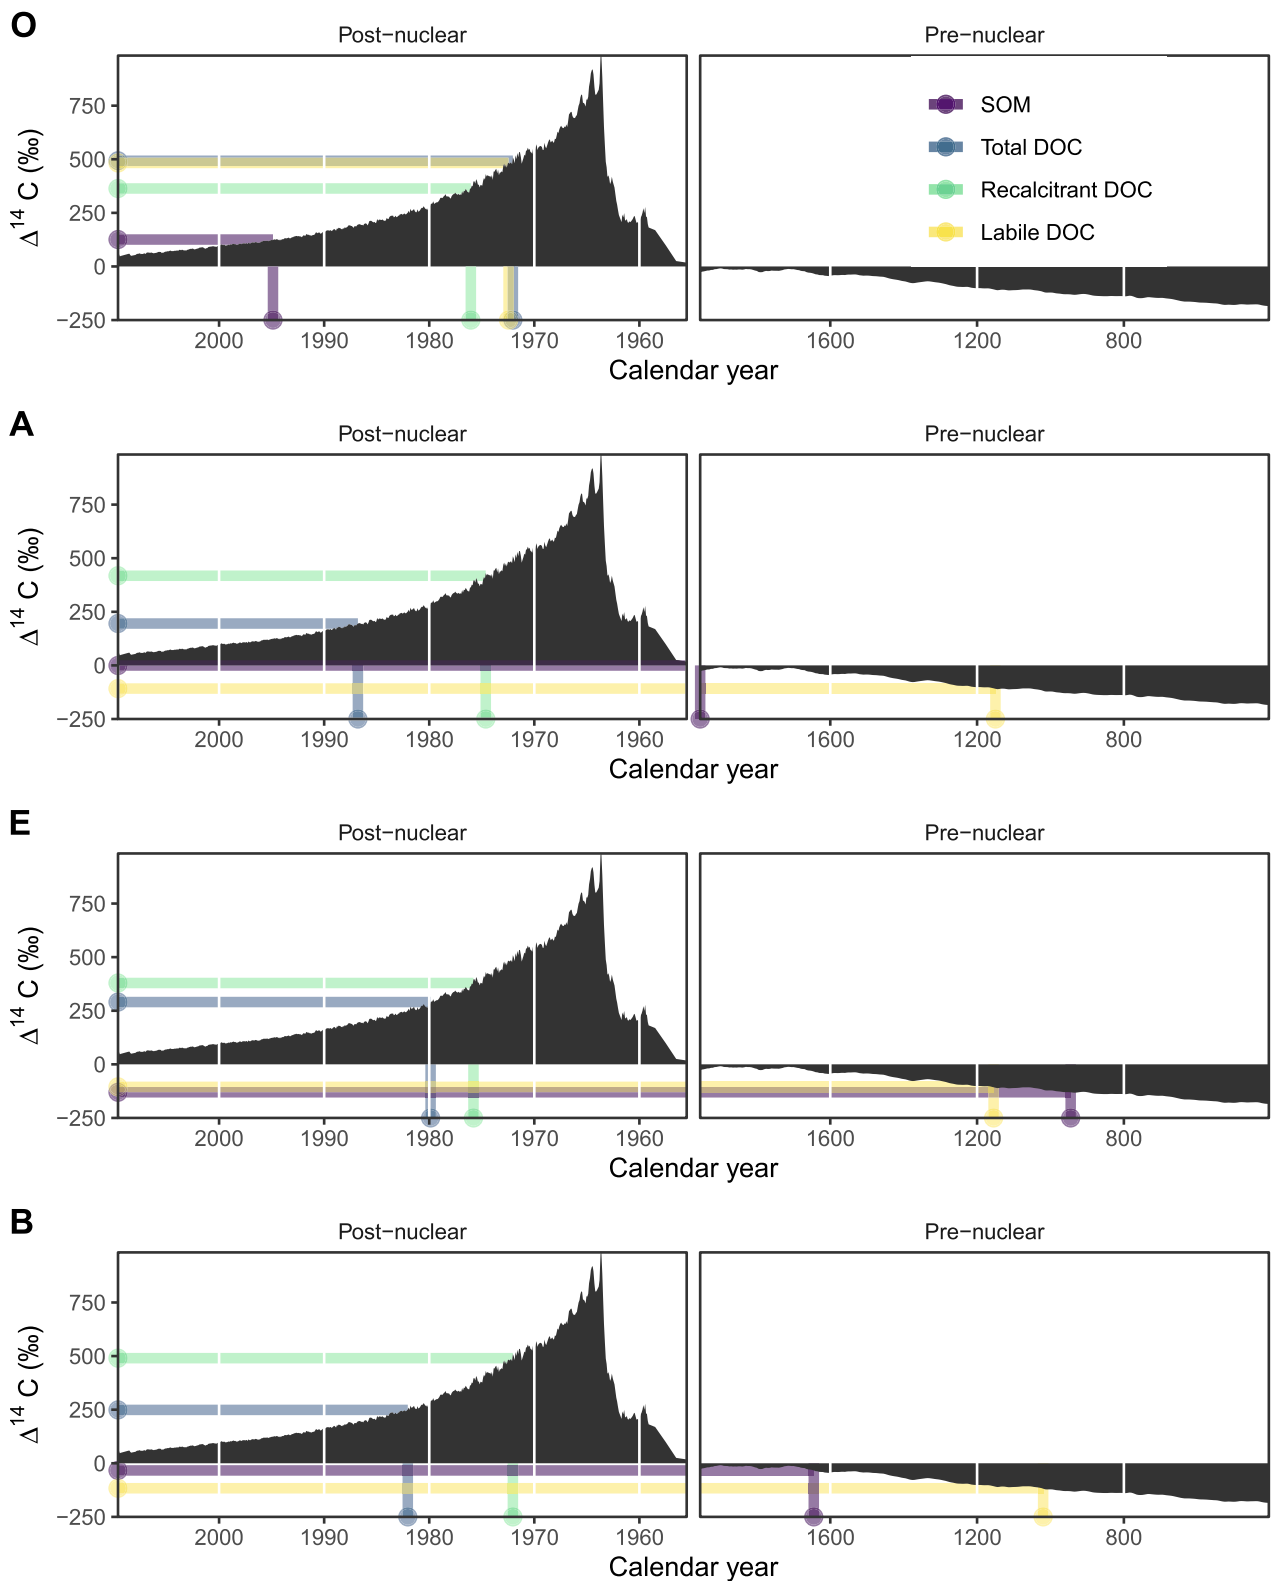 O
Post−nuclear Pre−nuclear
Δ14 C (‰)
750
500
250
0
−250
SOM
Total DOC
Recalcitrant DOC
Labile DOC
2000 1990 1980 1970 1960 1600 1200 800
Calendar year
A
Post−nuclear Pre−nuclear
Δ14 C (‰)
750
500
250
0
−250
2000 1990 1980 1970 1960 1600 1200 800
Calendar year
E
Post−nuclear Pre−nuclear
Δ14 C (‰)
750
500
250
0
−250
2000 1990 1980 1970 1960 1600 1200 800
Calendar year
B
Post−nuclear Pre−nuclear
Δ14 C (‰)
750
500
250
0
−250
2000 1990 1980 1970 1960 1600 1200 800
Calendar year